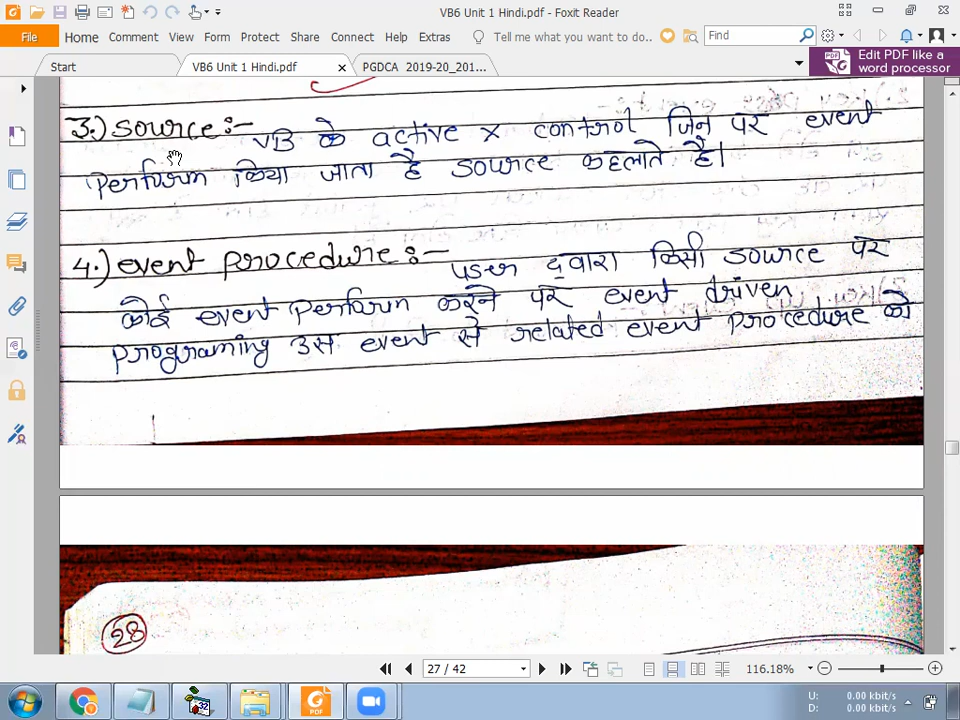 VB6 Unit 1 Hindi.pdf - Foxit Reader
File Home Comment View Form Protect Share Connect Help Extras Tell me what you want to do.. Find
Start VB6 Unit 1 Hindi.pdf PGDCA 2019-20_201... Edit PDF like a
word processor
3.) Source:- VB के active x control जिन पर event
Perform किया जाता है source कहलाते है।
4.) event procedure:- user द्वारा किसी source पर
कोई event Perform करने पर event driven
programing उस event से related event Procedure को
28
27 / 42
116.18%
U: 0.00 kbit/s
D: 0.00 kbit/s